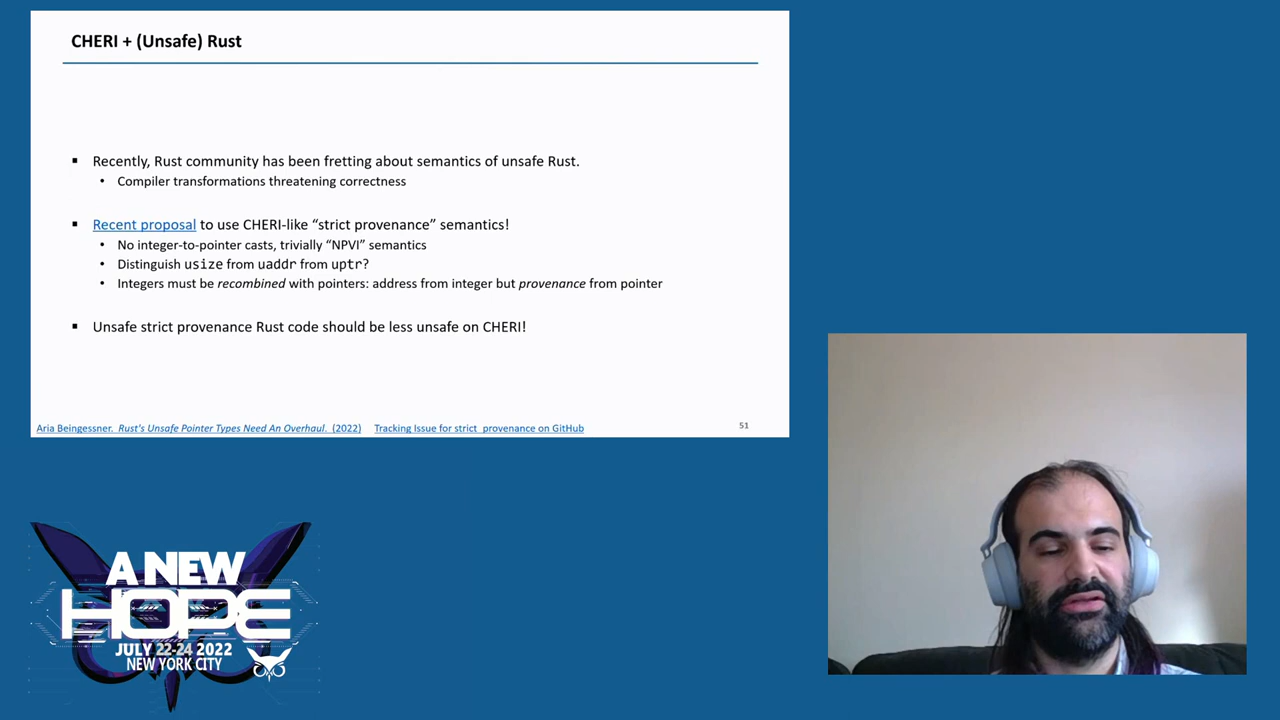 CHERI + (Unsafe) Rust
▪ Recently, Rust community has been fretting about semantics of unsafe Rust.
• Compiler transformations threatening correctness
▪ Recent proposal to use CHERI-like “strict provenance” semantics!
• No integer-to-pointer casts, trivially “NPVI” semantics
• Distinguish usize from uaddr from uptr?
• Integers must be recombined with pointers: address from integer but provenance from pointer
▪ Unsafe strict provenance Rust code should be less unsafe on CHERI!
Aria Beingessner. Rust's Unsafe Pointer Types Need An Overhaul. (2022) Tracking Issue for strict provenance on GitHub
51
A NEW
HOPE
JULY 22-24 2022
NEW YORK CITY